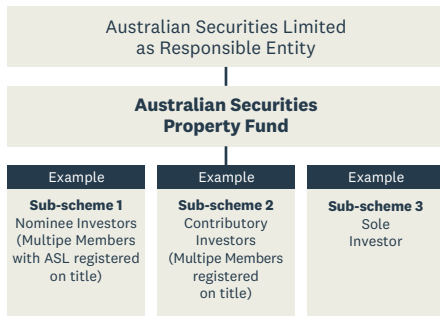 Australian Securities Limited
as Responsible Entity
Australian Securities
Property Fund
Example
Sub-scheme 1
Nominee Investors
(Multipe Members
with ASL registered
on title)
Example
Sub-scheme 2
Contributory
Investors
(Multipe Members
registered
on title)
Example
Sub-scheme 3
Sole
Investor